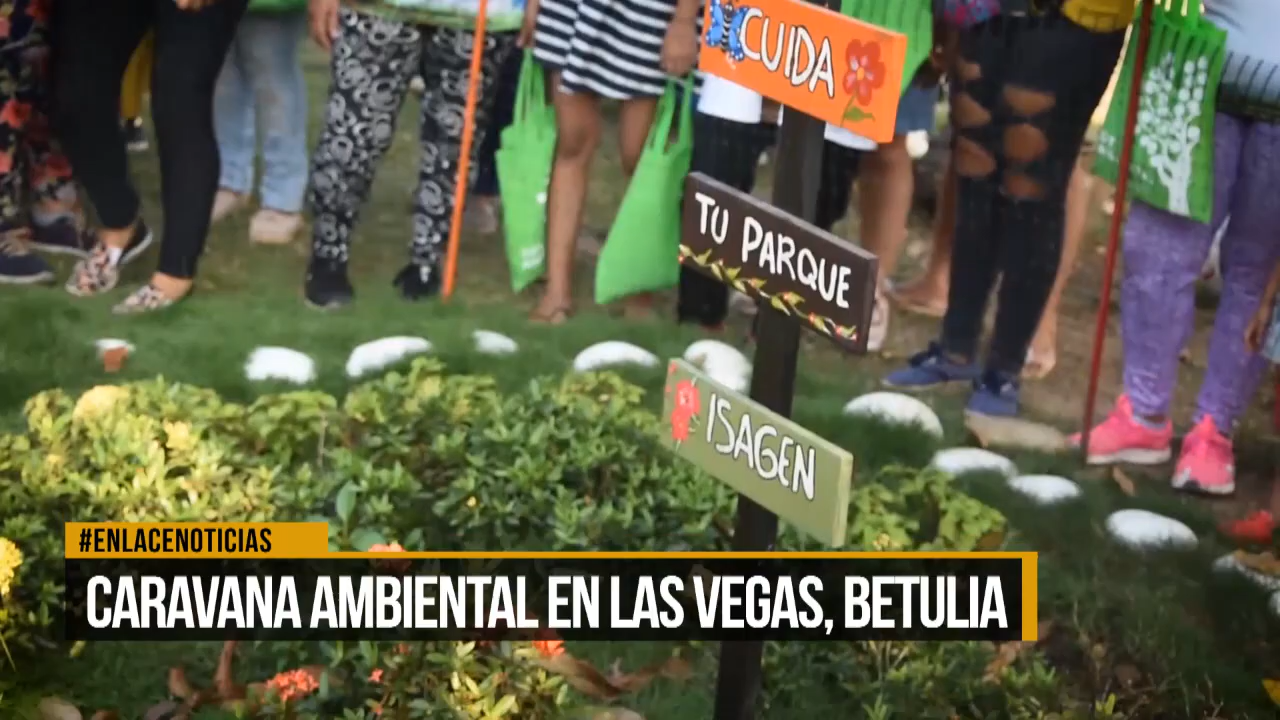 CUIDA
TU PARQUE
ISAGEN
#ENLACENOTICIAS
CARAVANA AMBIENTAL EN LAS VEGAS, BETULIA